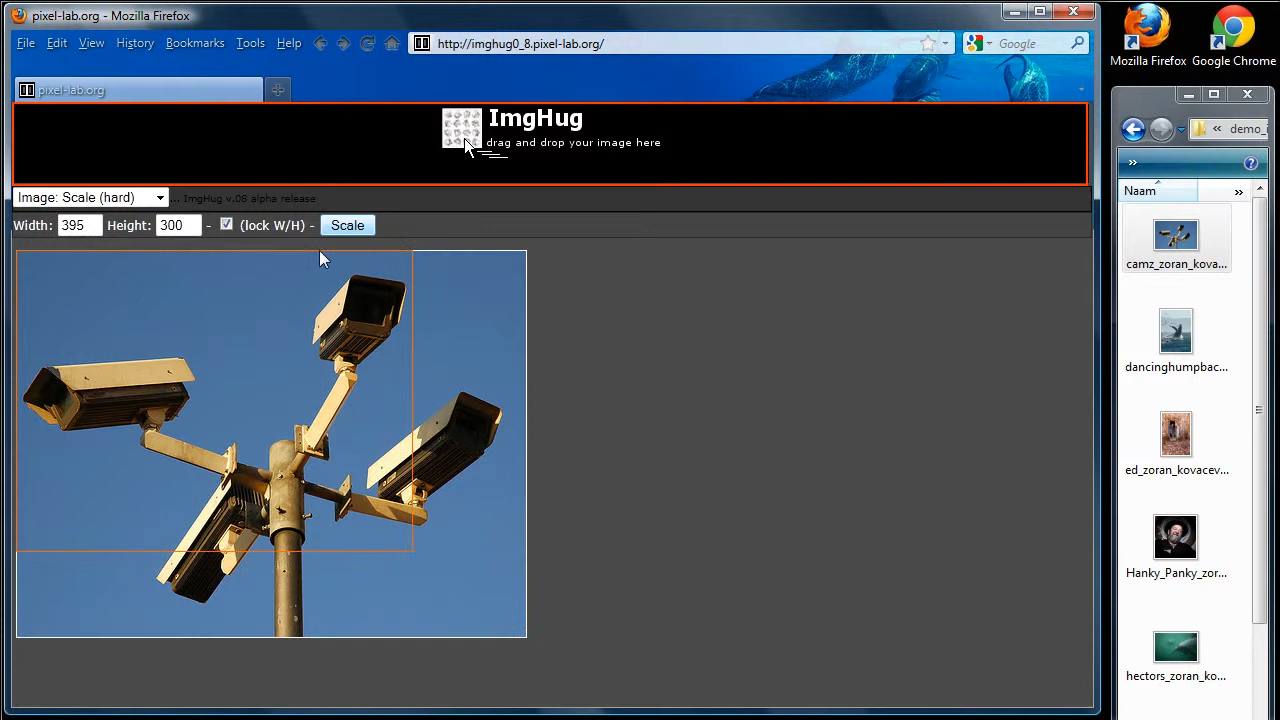 pixel-lab.org - Mozilla Firefox
File Edit View History Bookmarks Tools Help
http://imghug0_8.pixel-lab.org/
Google
pixel-lab.org
ImgHug
drag and drop your image here
Image: Scale (hard)
... ImgHug v.08 alpha release
Width: 395 Height: 300 - (lock W/H) - Scale
Mozilla Firefox
Google Chrome
« demo_i
»
Naam »
camz_zoran_kova...
dancinghumpbac...
ed_zoran_kovacev...
Hanky_Panky_zor...
hectors_zoran_ko...